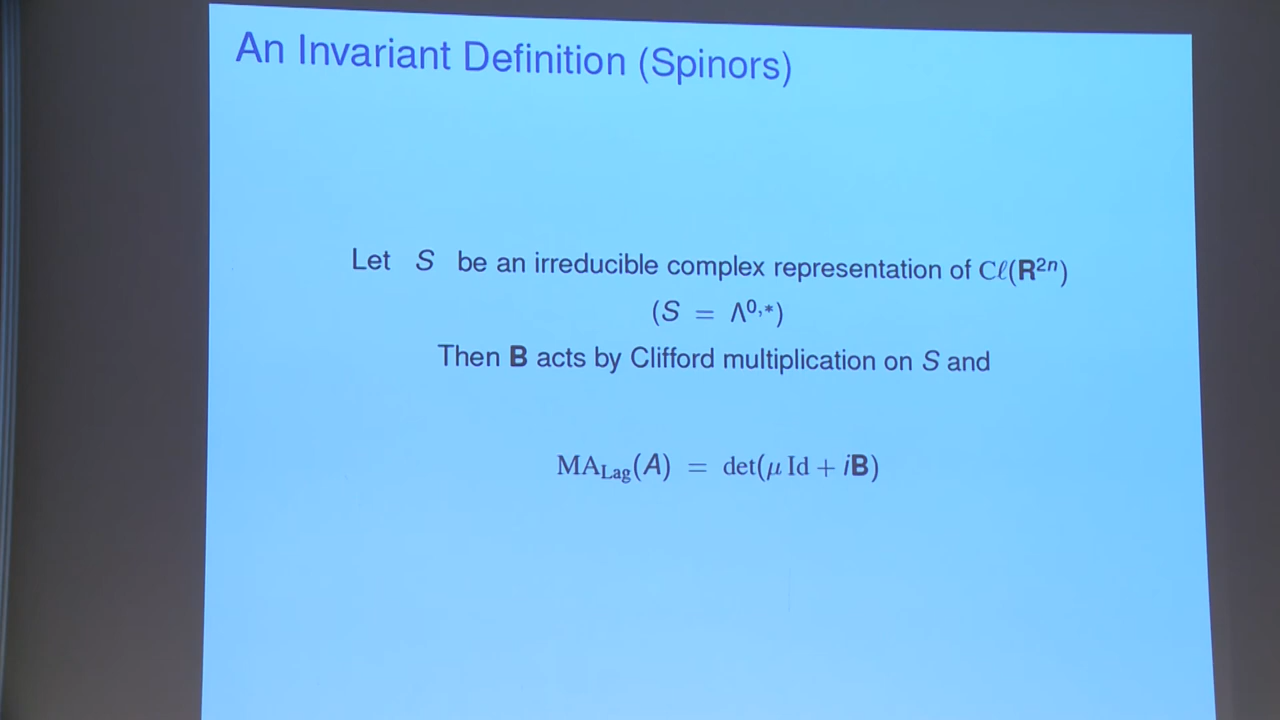 An Invariant Definition (Spinors)
Let S be an irreducible complex representation of Cℓ(R²ⁿ)
(S = Λ⁰,*)
Then B acts by Clifford multiplication on S and
MA_Lag(A) = det(μ Id + iB)